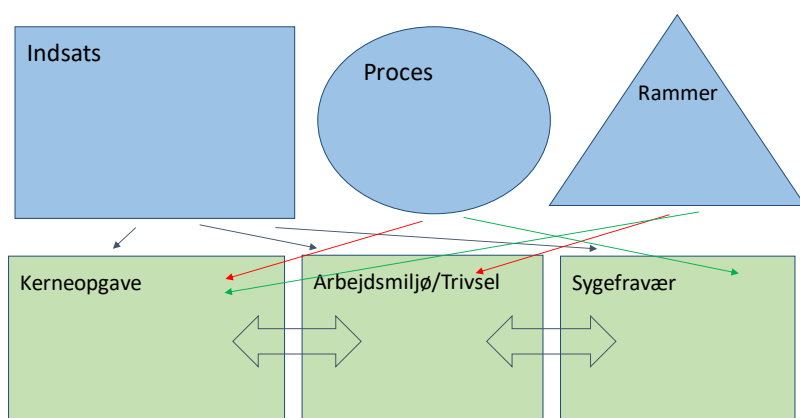 Indsats
Proces
Rammer
Kerneopgave
Arbejdsmiljø/Trivsel
Sygefravær